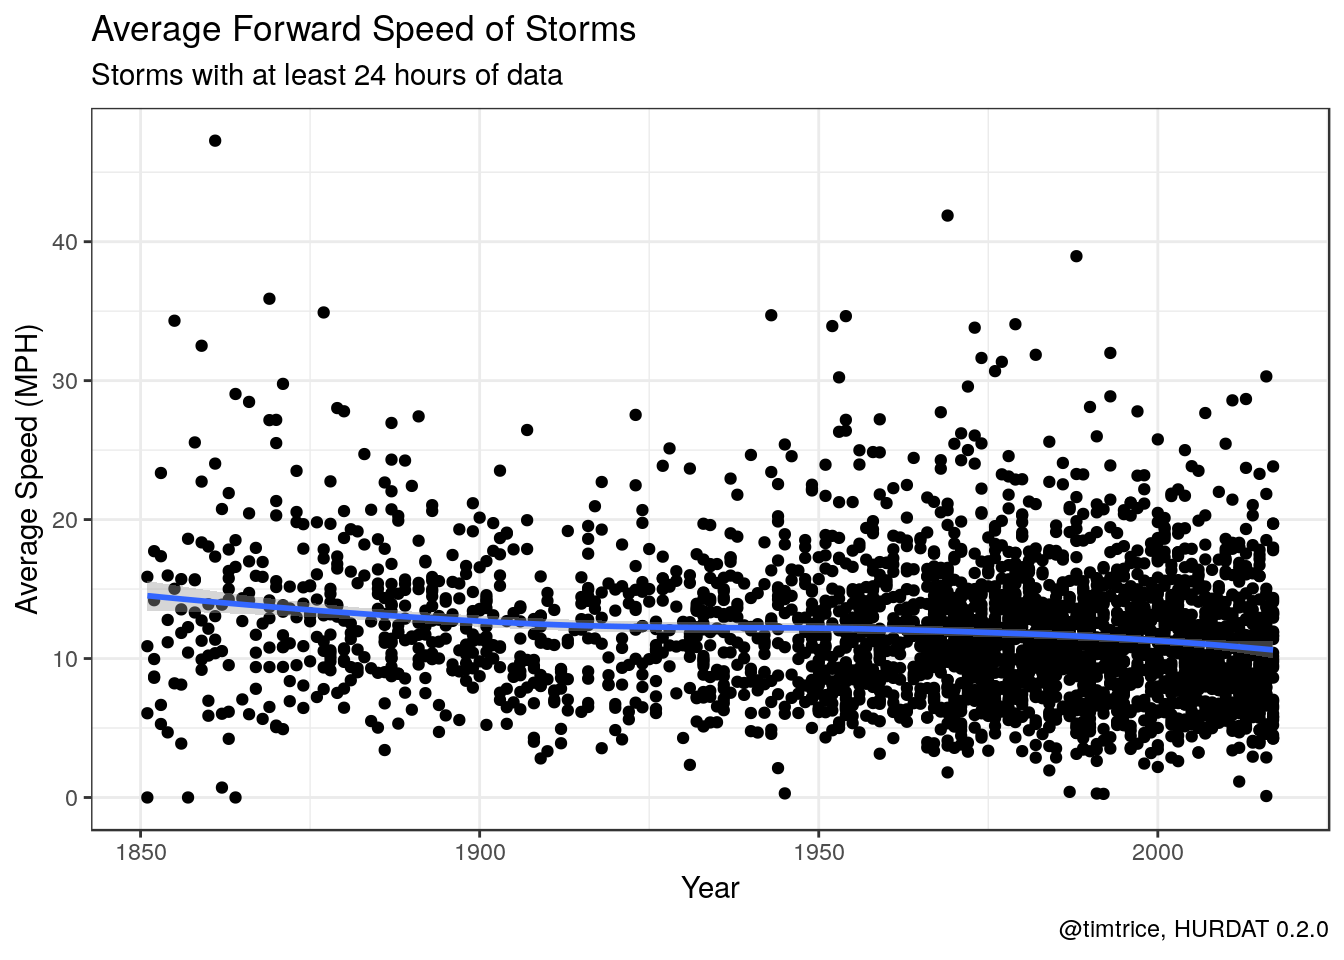 Average Forward Speed of Storms
Storms with at least 24 hours of data
Average Speed (MPH)
40
30
20
10
0
1850 1900 1950 2000
Year
@timtrice, HURDAT 0.2.0